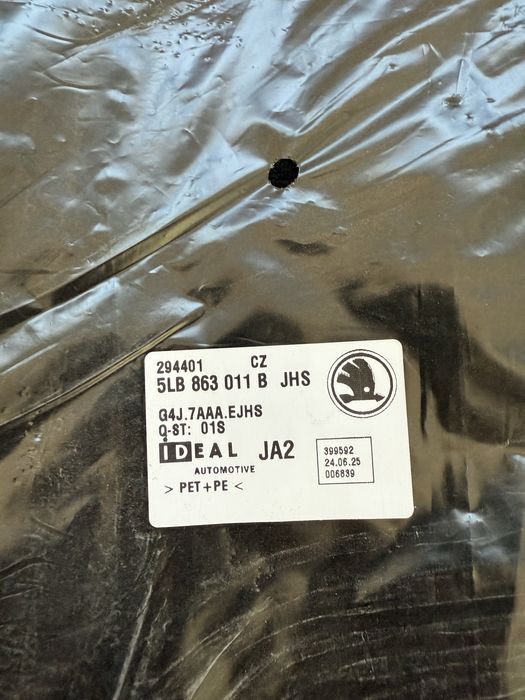 294401 CZ
5LB 863 011 B JHS
G4J.7AAA.EJHS
Q-ST: 01S
IDEAL JA2
AUTOMOTIVE
> PET+PE <
399592
24.06.25
006839